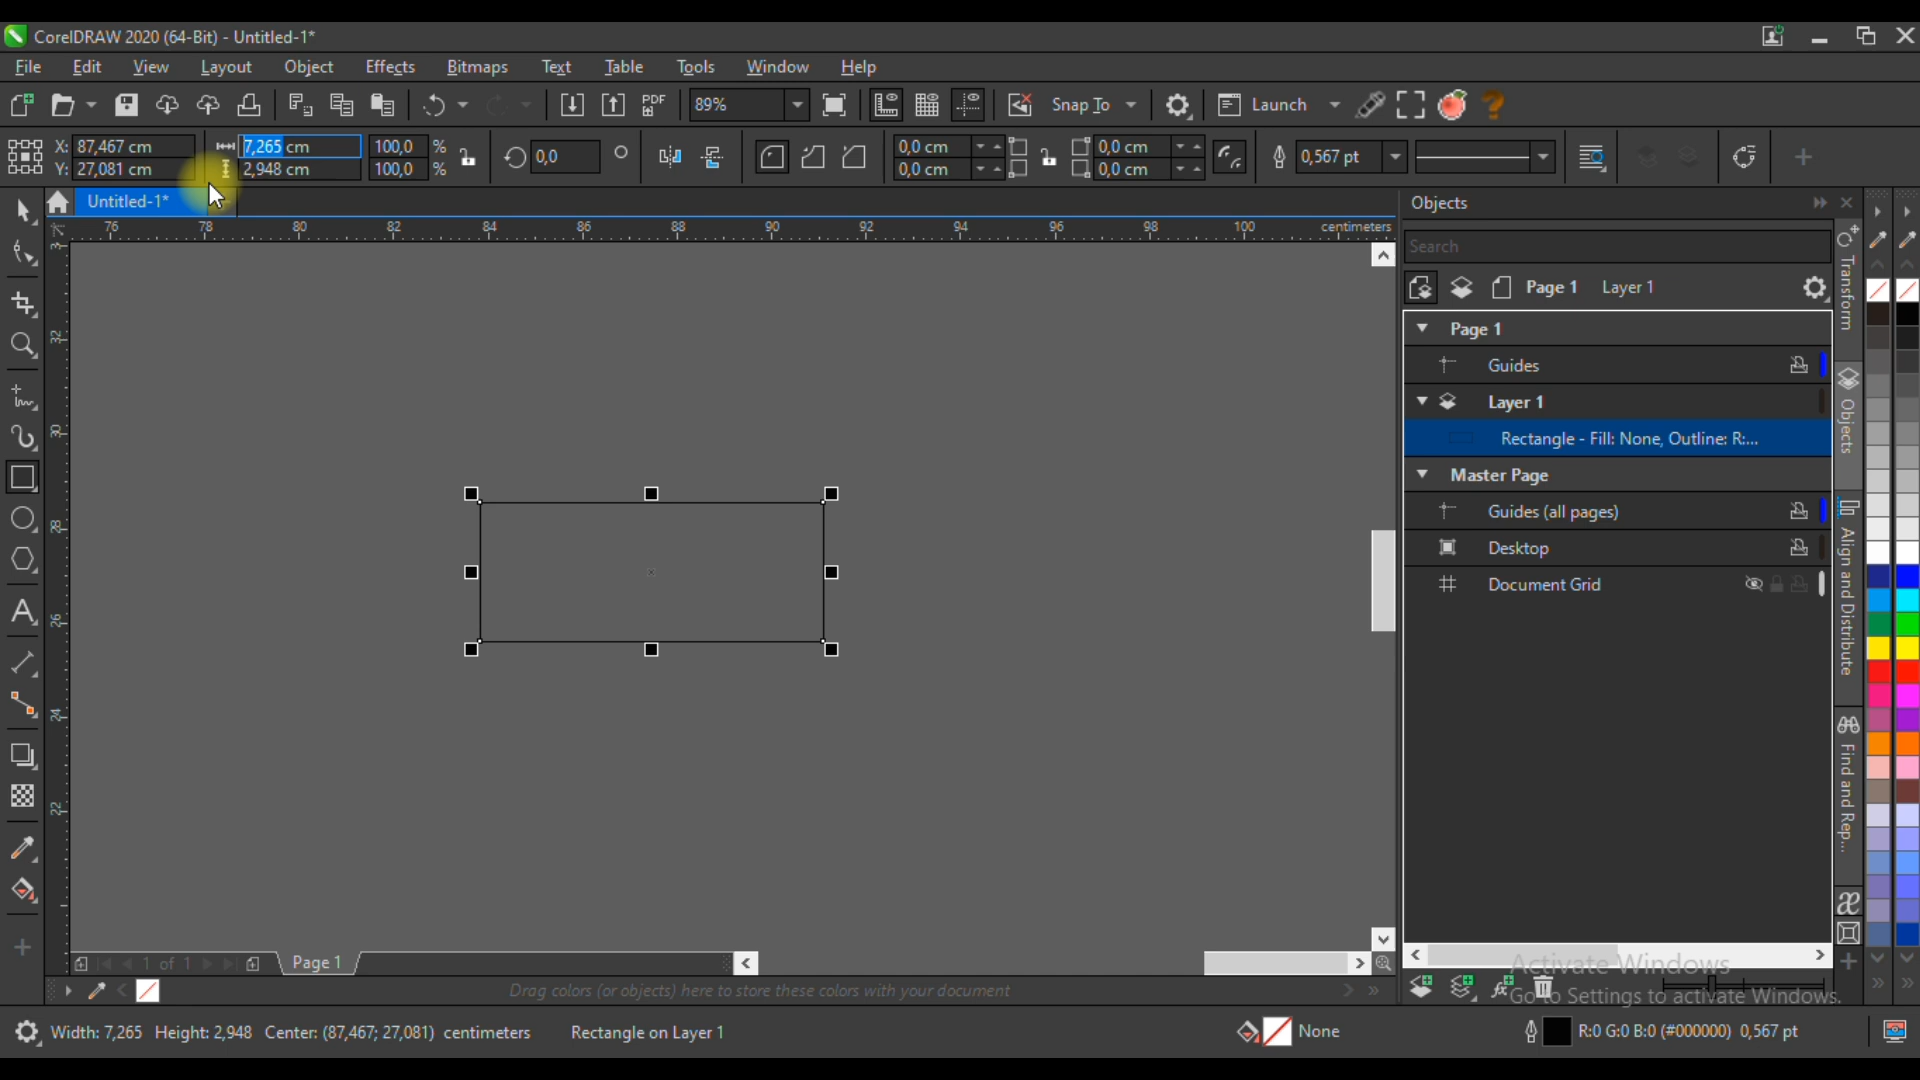 CorelDRAW 2020 (64-Bit) - Untitled-1*
File Edit View Layout Object Effects Bitmaps Text Table Tools Window Help
PDF 89% Snap To Launch
X: 87,467 cm 7,265 cm 100,0 % 0,0 0,0 cm 0,0 cm 0,567 pt
Y: 27,081 cm 2,948 cm 100,0 % 0,0 cm 0,0 cm
Untitled-1*
76 78 80 82 84 86 88 90 92 94 96 98 100 centimeters
32
30
28
26
24
22
Objects
Search
Page 1 Layer 1
Page 1
Guides
Layer 1
Rectangle - Fill: None, Outline: R:...
Master Page
Guides (all pages)
Desktop
Document Grid
Transform
Objects
Align and Distribute
Find and Rep...
1 of 1 Page 1
Drag colors (or objects) here to store these colors with your document
Activate Windows
Go to Settings to activate Windows.
Width: 7,265 Height: 2,948 Center: (87,467; 27,081) centimeters Rectangle on Layer 1 None R:0 G:0 B:0 (#000000) 0,567 pt